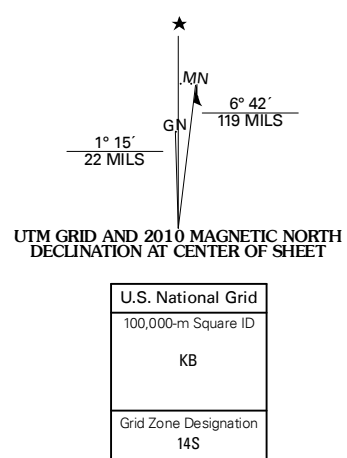 ★
MN
GN
6° 42´
119 MILS
1° 15´
22 MILS
UTM GRID AND 2010 MAGNETIC NORTH
DECLINATION AT CENTER OF SHEET
U.S. National Grid
100,000-m Square ID
KB
Grid Zone Designation
14S